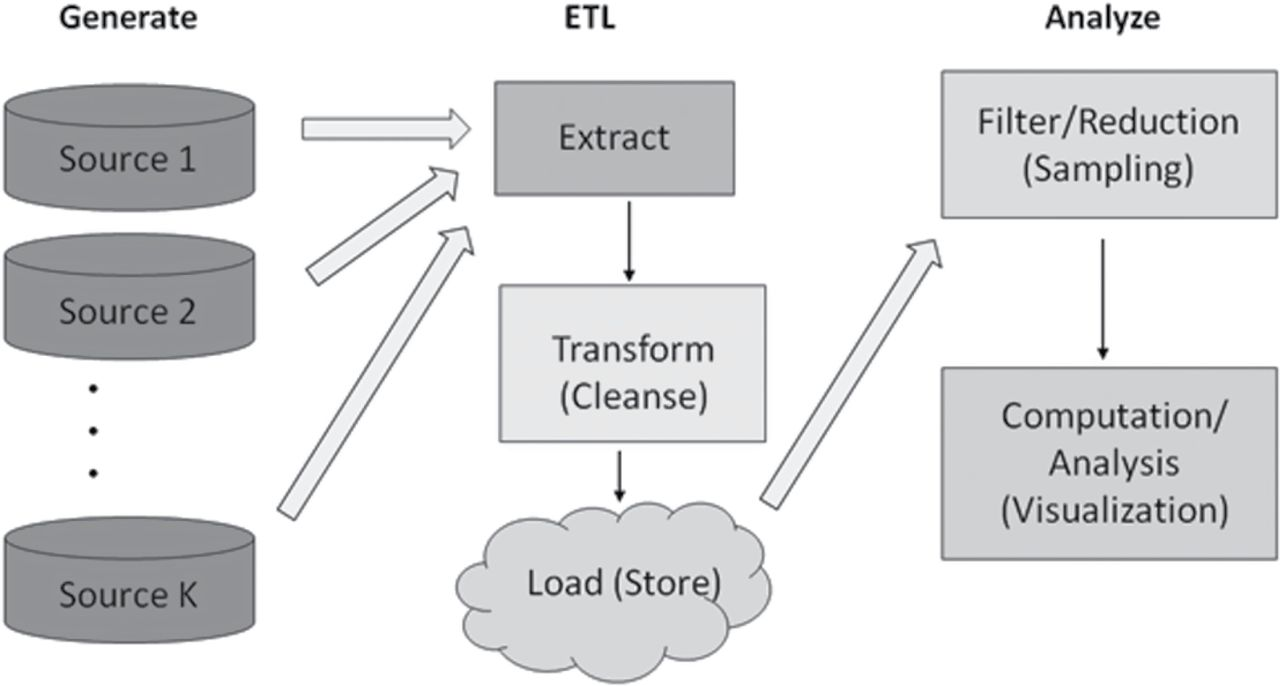 Generate
ETL
Analyze
Source 1
Source 2
Source K
Extract
Transform
(Cleanse)
Load (Store)
Filter/Reduction
(Sampling)
Computation/
Analysis
(Visualization)